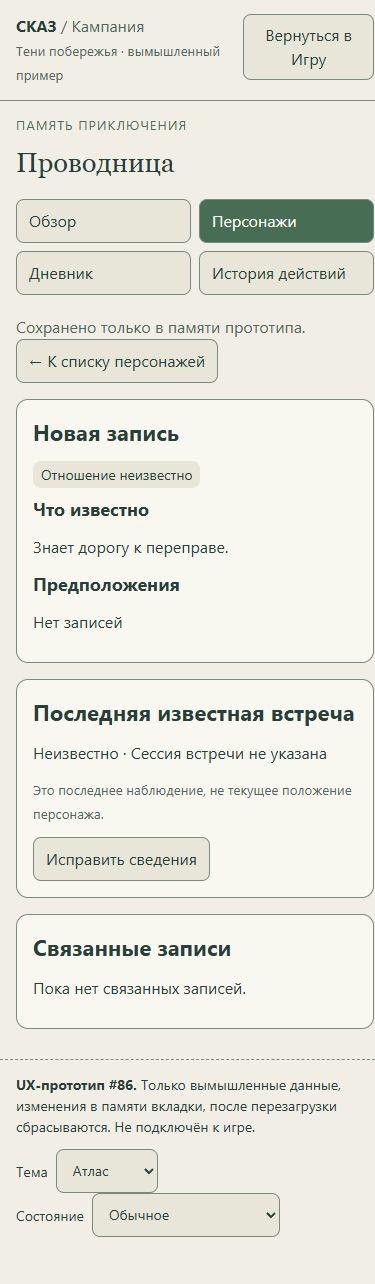 СКАЗ / Кампания
Тени побережья · вымышленный
пример
Вернуться в
Игру
ПАМЯТЬ ПРИКЛЮЧЕНИЯ
Проводница
Обзор
Персонажи
Дневник
История действий
Сохранено только в памяти прототипа.
← К списку персонажей
Новая запись
Отношение неизвестно
Что известно
Знает дорогу к переправе.
Предположения
Нет записей
Последняя известная встреча
Неизвестно · Сессия встречи не указана
Это последнее наблюдение, не текущее положение
персонажа.
Исправить сведения
Связанные записи
Пока нет связанных записей.
UX-прототип #86. Только вымышленные данные,
изменения в памяти вкладки, после перезагрузки
сбрасываются. Не подключён к игре.
Тема Атлас
Состояние Обычное